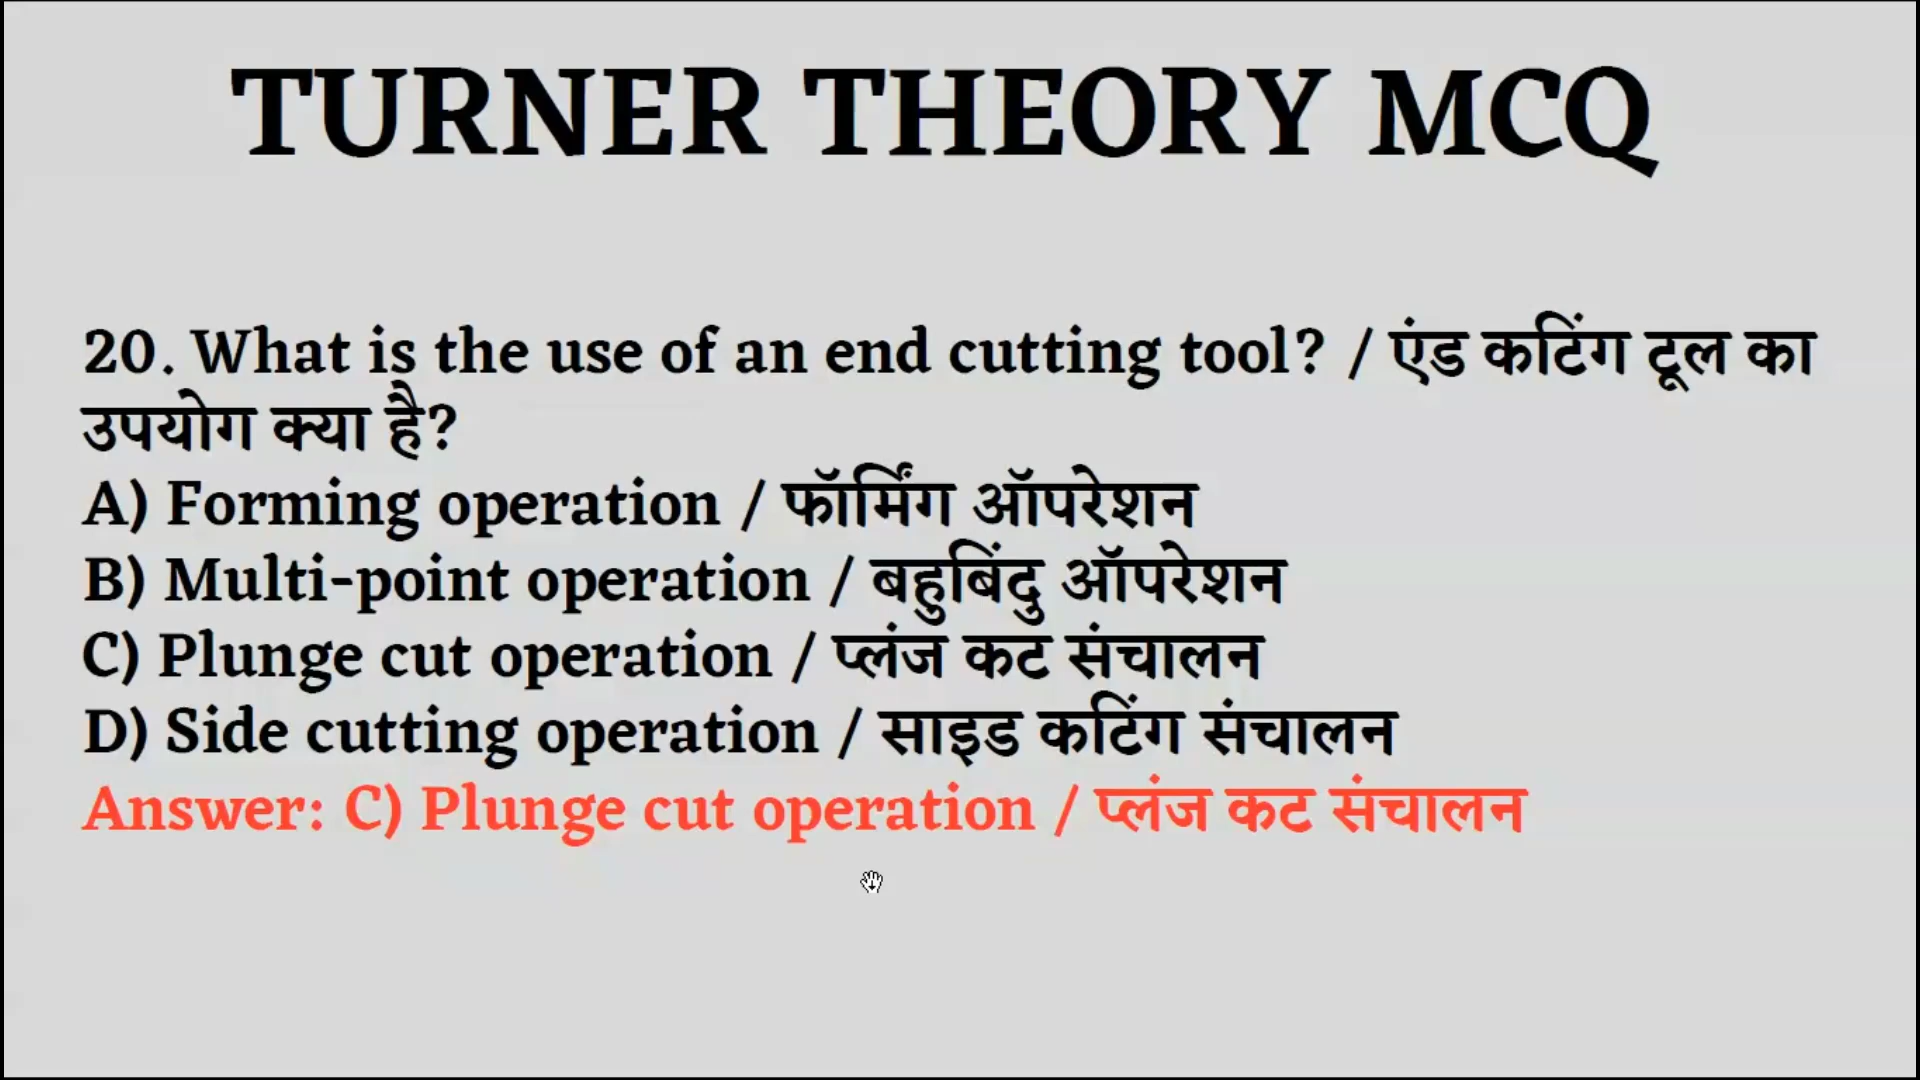 TURNER THEORY MCQ
20. What is the use of an end cutting tool? / एंड कटिंग टूल का
उपयोग क्या है?
A) Forming operation / फॉर्मिंग ऑपरेशन
B) Multi-point operation / बहुबिंदु ऑपरेशन
C) Plunge cut operation / प्लंज कट संचालन
D) Side cutting operation / साइड कटिंग संचालन
Answer: C) Plunge cut operation / प्लंज कट संचालन